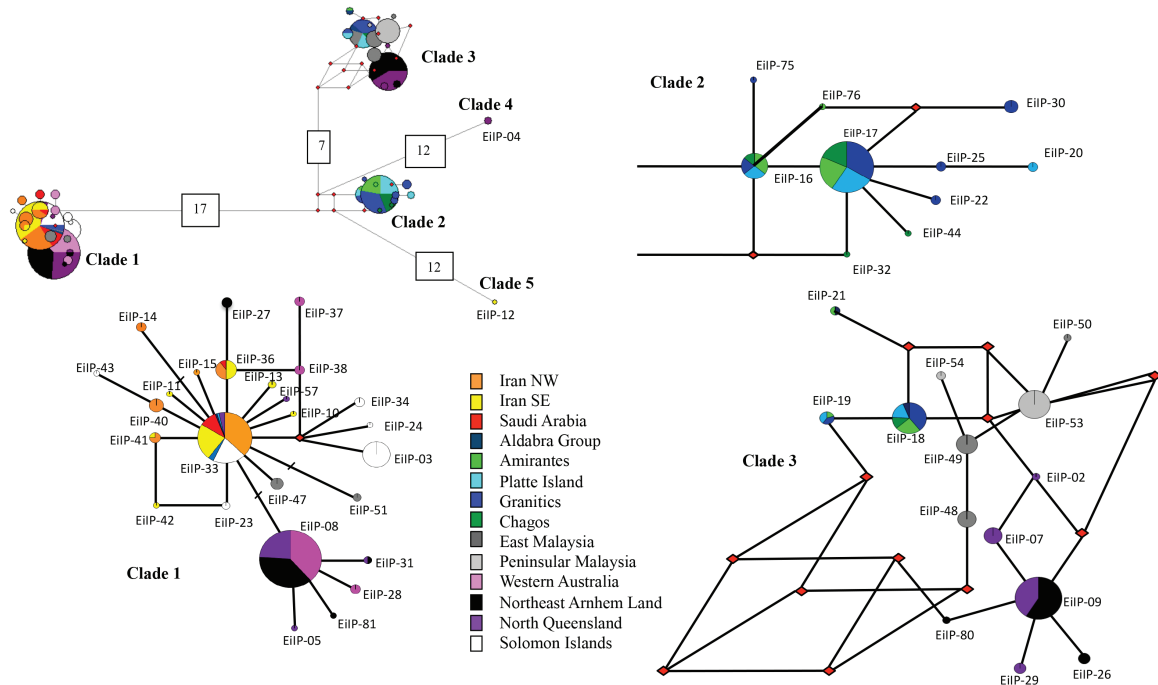 Clade 3
7
Clade 4
EiIP-04
12
Clade 2
17
Clade 1
12
Clade 5
EiIP-12
Clade 2
EiIP-75
EiIP-76
EiIP-30
EiIP-17
EiIP-16
EiIP-25
EiIP-20
EiIP-22
EiIP-44
EiIP-32
EiIP-14
EiIP-27
EiIP-37
EiIP-43
EiIP-15
EiIP-36
EiIP-38
EiIP-11
EiIP-13
EiIP-57
EiIP-34
EiIP-40
EiIP-10
EiIP-24
EiIP-41
EiIP-33
EiIP-03
EiIP-47
EiIP-51
EiIP-42
EiIP-23
EiIP-08
EiIP-31
Clade 1
EiIP-28
EiIP-81
EiIP-05
Iran NW
Iran SE
Saudi Arabia
Aldabra Group
Amirantes
Platte Island
Granitics
Chagos
East Malaysia
Peninsular Malaysia
Western Australia
Northeast Arnhem Land
North Queensland
Solomon Islands
EiIP-21
EiIP-50
EiIP-54
EiIP-19
EiIP-18
EiIP-53
EiIP-49
Clade 3
EiIP-02
EiIP-48
EiIP-07
EiIP-09
EiIP-80
EiIP-29
EiIP-26